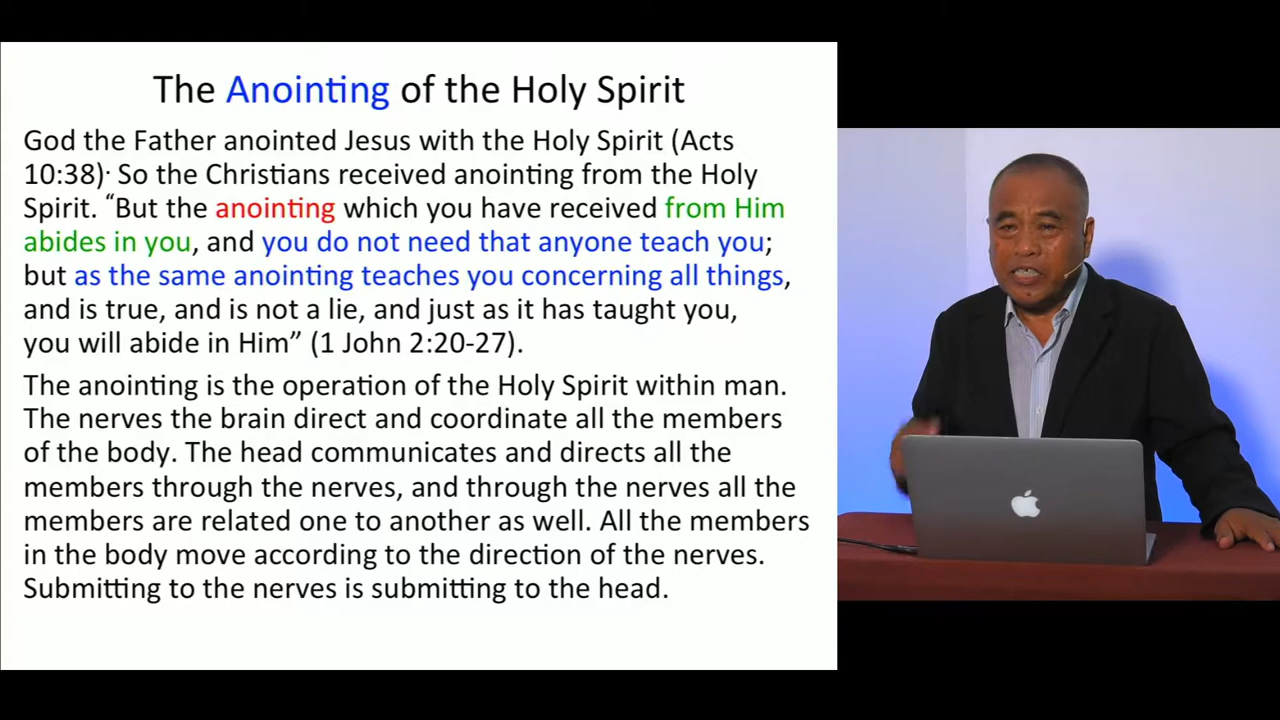 The Anointing of the Holy Spirit
God the Father anointed Jesus with the Holy Spirit (Acts
10:38). So the Christians received anointing from the Holy
Spirit. “But the anointing which you have received from Him
abides in you, and you do not need that anyone teach you;
but as the same anointing teaches you concerning all things,
and is true, and is not a lie, and just as it has taught you,
you will abide in Him” (1 John 2:20-27).
The anointing is the operation of the Holy Spirit within man.
The nerves the brain direct and coordinate all the members
of the body. The head communicates and directs all the
members through the nerves, and through the nerves all the
members are related one to another as well. All the members
in the body move according to the direction of the nerves.
Submitting to the nerves is submitting to the head.